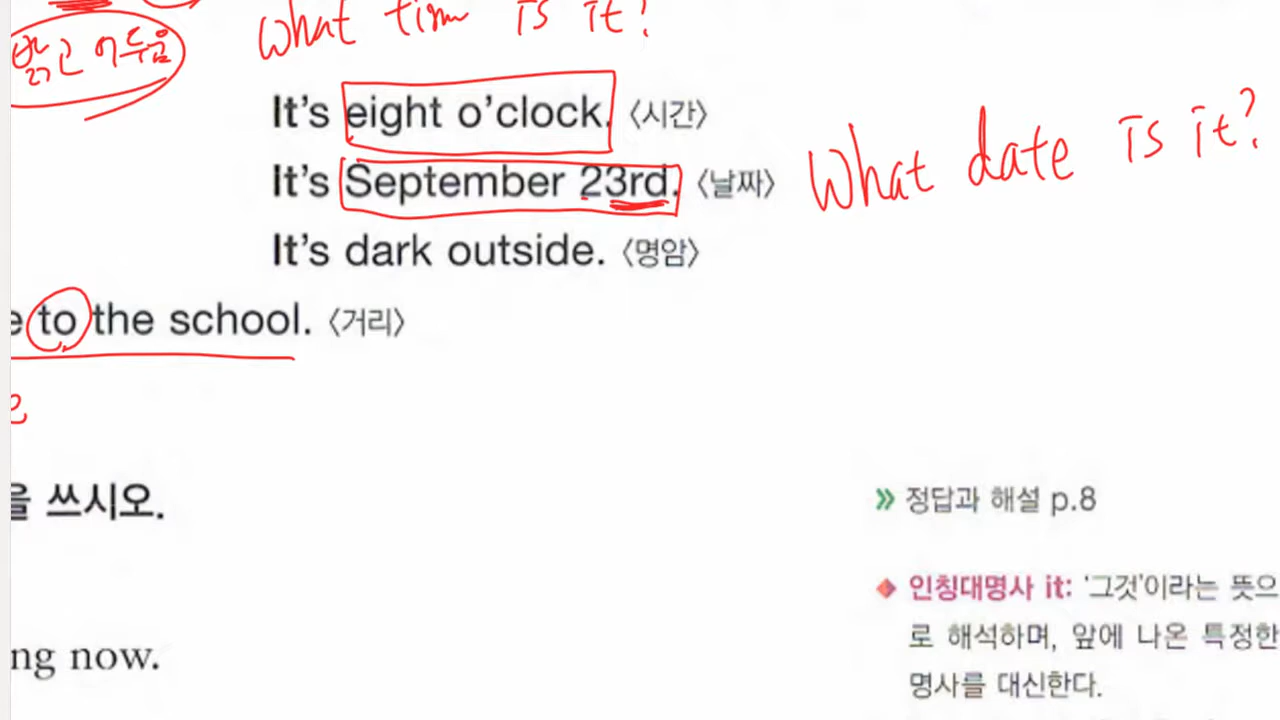 What time is it?
밝고 어두움
It's eight o'clock. 〈시간〉
It's September 23rd. 〈날짜〉 What date is it?
It's dark outside. 〈명암〉
e to the school. 〈거리〉
을 쓰시오.
» 정답과 해설 p.8
◆ 인칭대명사 it: '그것'이라는 뜻으
로 해석하며, 앞에 나온 특정한
명사를 대신한다.
ng now.